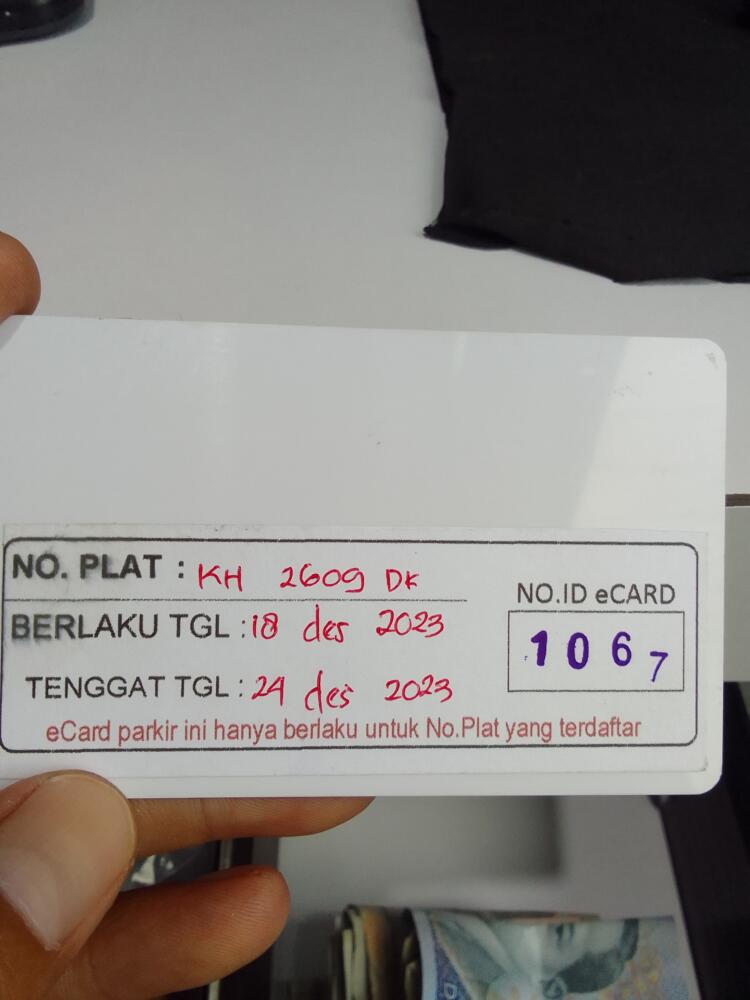 NO. PLAT : KH 2609 DK
BERLAKU TGL : 18 des 2023
TENGGAT TGL : 24 des 2023
NO.ID eCARD
1067
eCard parkir ini hanya berlaku untuk No.Plat yang terdaftar